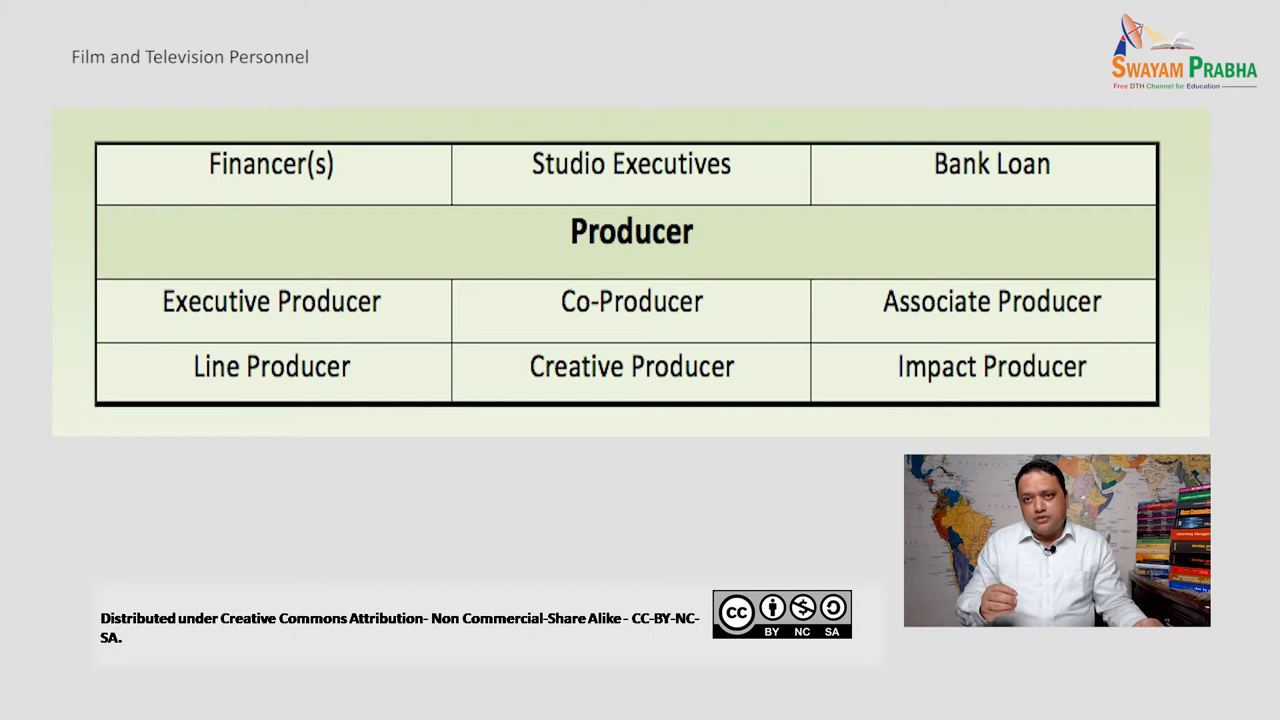 Film and Television Personnel
SWAYAM PRABHA
Free DTH Channel for Education
Financer(s) Studio Executives Bank Loan
Producer
Executive Producer Co-Producer Associate Producer
Line Producer Creative Producer Impact Producer
Distributed under Creative Commons Attribution- Non Commercial-Share Alike - CC-BY-NC-
SA.
cc
BY NC SA